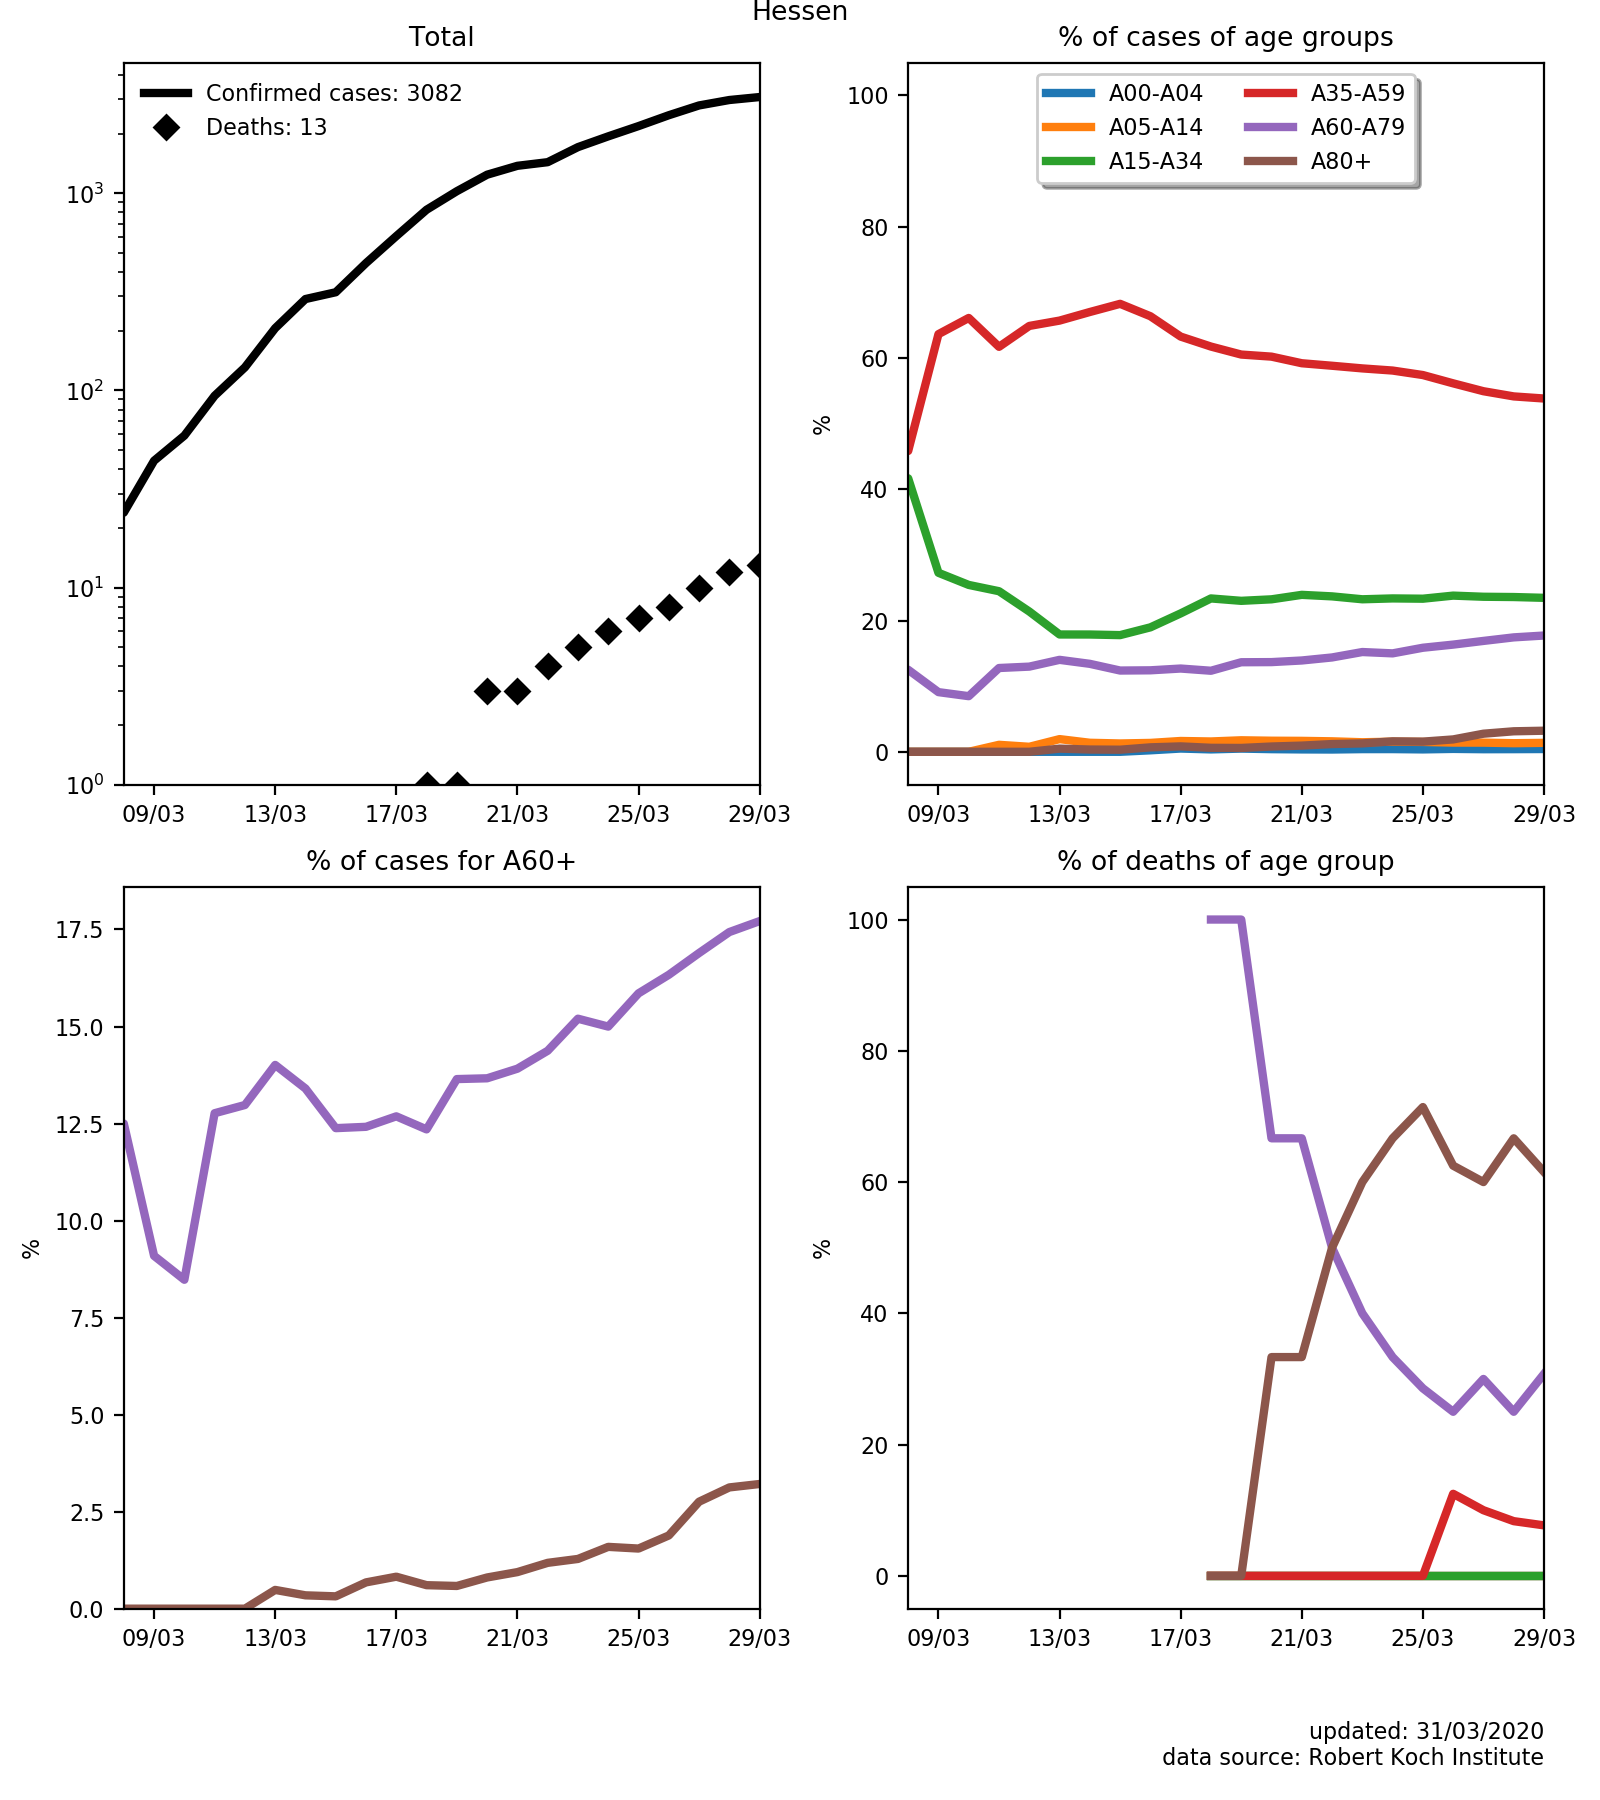 Hessen
Total
Confirmed cases: 3082
Deaths: 13
10³
10²
10¹
10⁰
09/03 13/03 17/03 21/03 25/03 29/03
% of cases of age groups
A00-A04 A35-A59
A05-A14 A60-A79
A15-A34 A80+
100
80
60
40
20
0
%
09/03 13/03 17/03 21/03 25/03 29/03
% of cases for A60+
17.5
15.0
12.5
10.0
7.5
5.0
2.5
0.0
%
09/03 13/03 17/03 21/03 25/03 29/03
% of deaths of age group
100
80
60
40
20
0
%
09/03 13/03 17/03 21/03 25/03 29/03
updated: 31/03/2020
data source: Robert Koch Institute